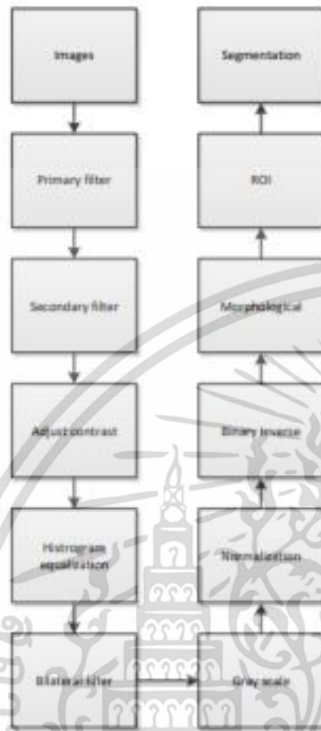 Images
Primary filter
Secondary filter
Adjust contrast
Histrogram
equalization
Bilateral filter
Gray scale
Normalization
Binary inverse
Morphological
ROI
Segmentation